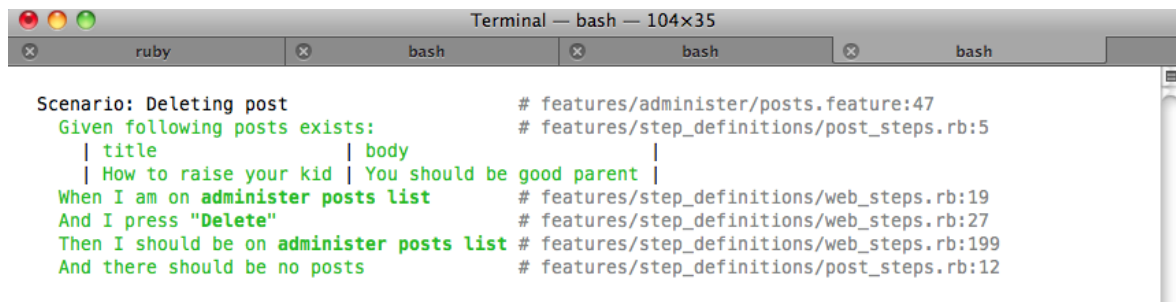 Terminal — bash — 104×35
ruby bash bash bash
Scenario: Deleting post # features/administer/posts.feature:47
Given following posts exists: # features/step_definitions/post_steps.rb:5
| title | body |
| How to raise your kid | You should be good parent |
When I am on administer posts list # features/step_definitions/web_steps.rb:19
And I press "Delete" # features/step_definitions/web_steps.rb:27
Then I should be on administer posts list # features/step_definitions/web_steps.rb:199
And there should be no posts # features/step_definitions/post_steps.rb:12